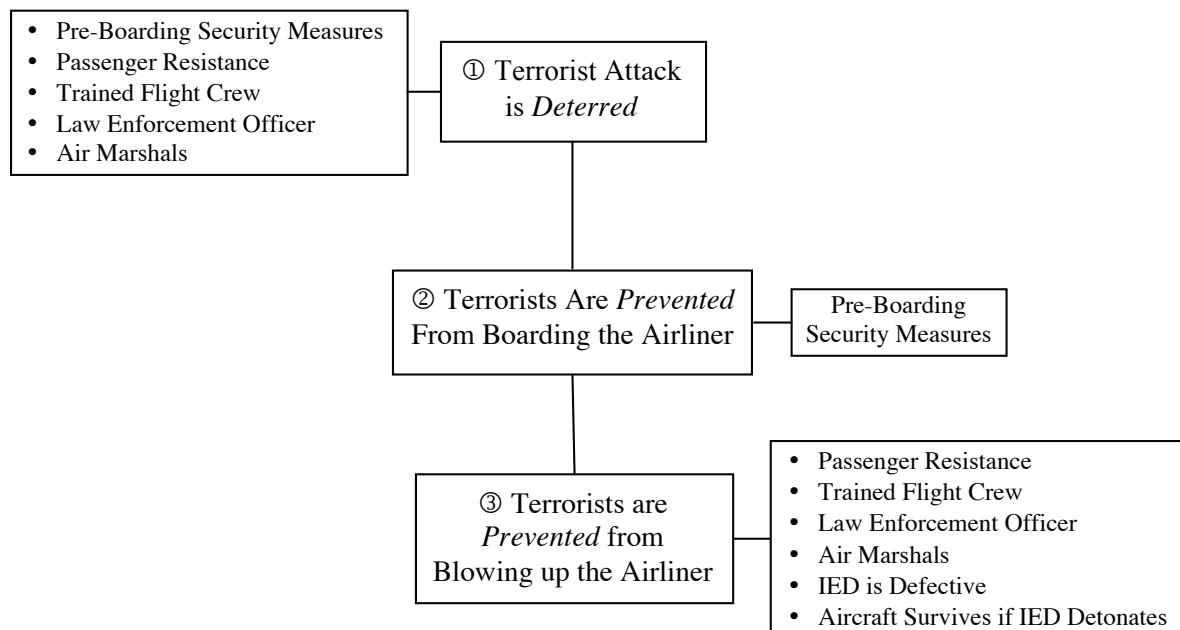 • Pre-Boarding Security Measures
• Passenger Resistance
• Trained Flight Crew
• Law Enforcement Officer
• Air Marshals
① Terrorist Attack
is Deterred
② Terrorists Are Prevented
From Boarding the Airliner
Pre-Boarding
Security Measures
③ Terrorists are
Prevented from
Blowing up the Airliner
• Passenger Resistance
• Trained Flight Crew
• Law Enforcement Officer
• Air Marshals
• IED is Defective
• Aircraft Survives if IED Detonates